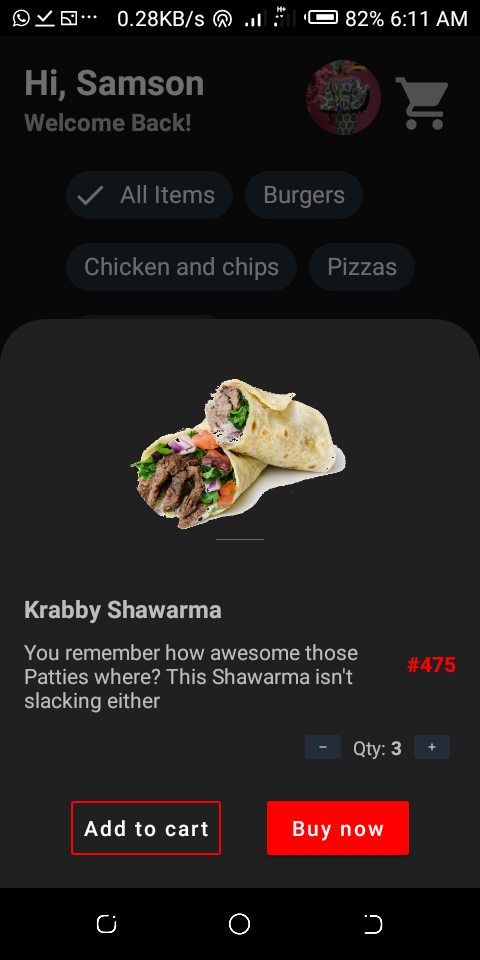 0.28KB/s H+ 82% 6:11 AM
Hi, Samson
Welcome Back!
All Items
Burgers
Chicken and chips
Pizzas
Krabby Shawarma
You remember how awesome those
Patties where? This Shawarma isn't
slacking either
#475
− Qty: 3 +
Add to cart
Buy now